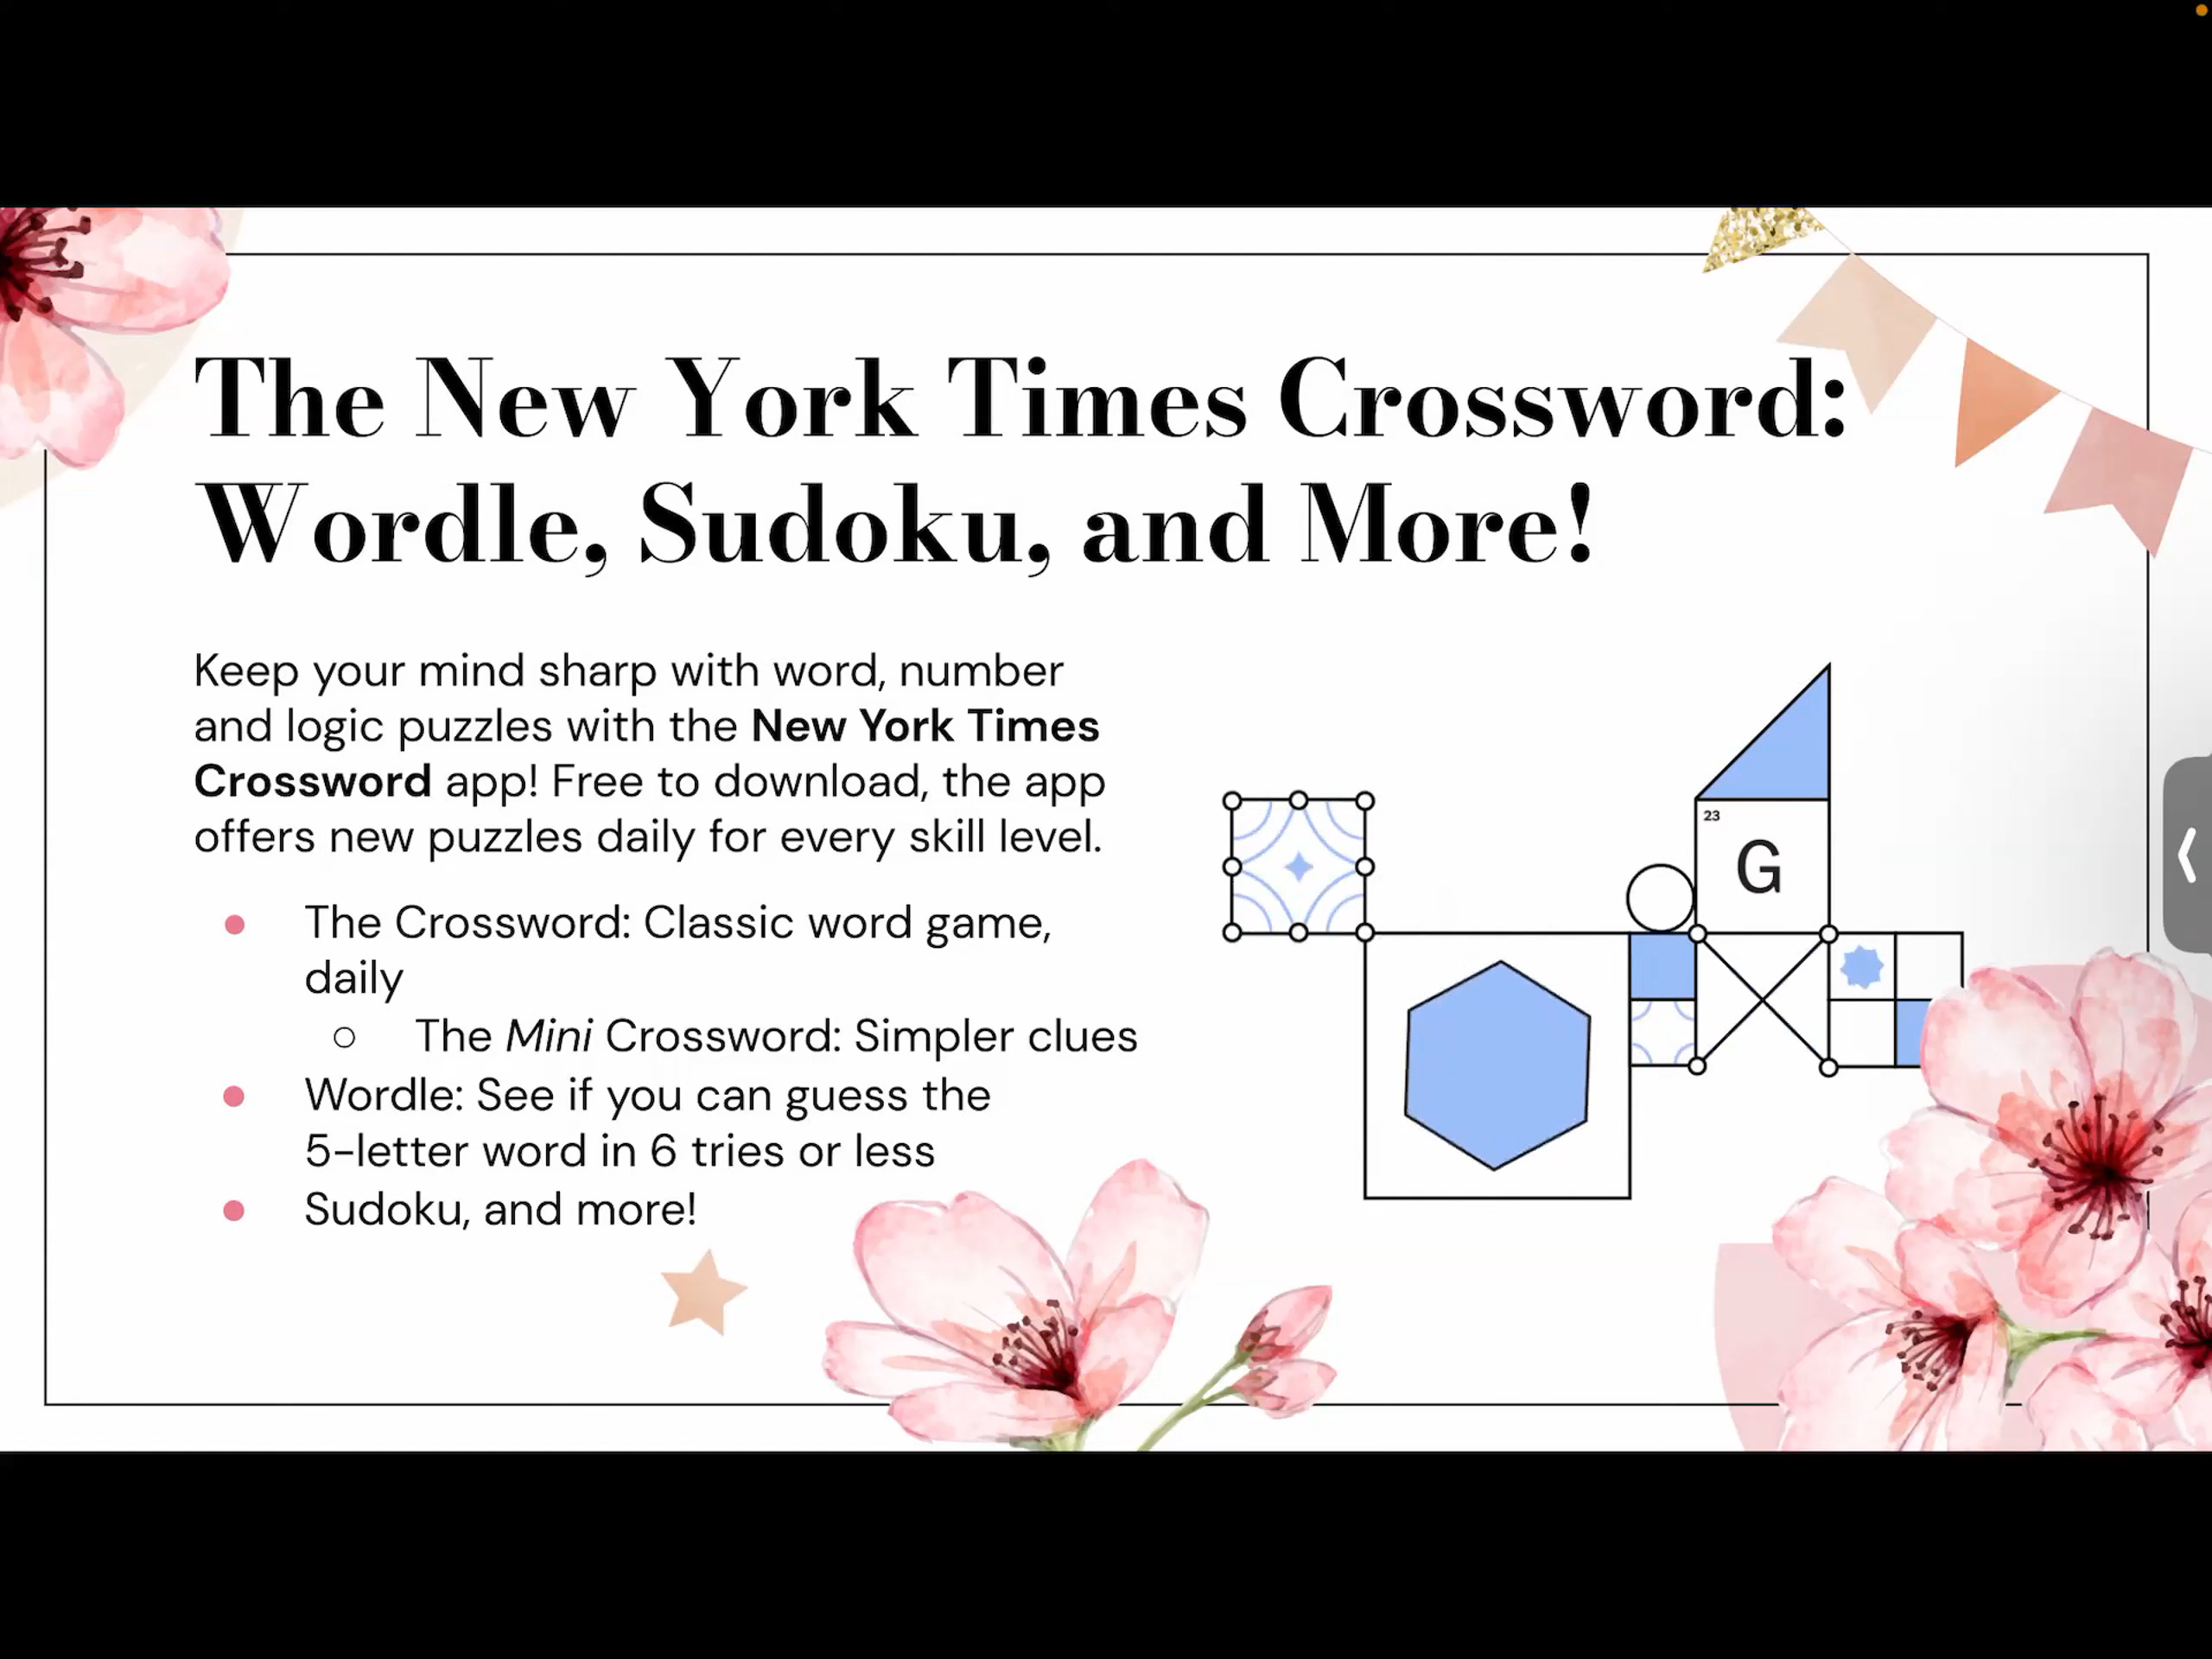 The New York Times Crossword:
Wordle, Sudoku, and More!
Keep your mind sharp with word, number
and logic puzzles with the New York Times
Crossword app! Free to download, the app
offers new puzzles daily for every skill level.
The Crossword: Classic word game,
daily
The Mini Crossword: Simpler clues
Wordle: See if you can guess the
5-letter word in 6 tries or less
Sudoku, and more!
23
G